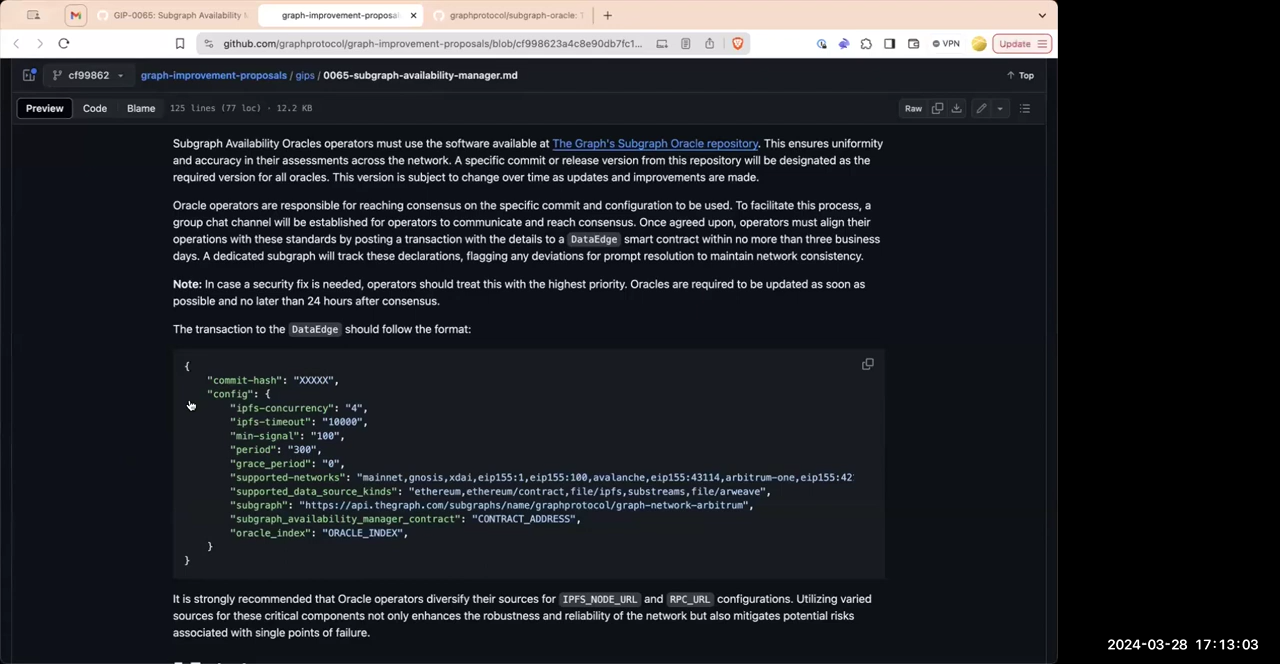 GIP-0065: Subgraph Availability M
graph-improvement-proposals
graphprotocol/subgraph-oracle: T
github.com/graphprotocol/graph-improvement-proposals/blob/cf998623a4c8e90db7fc1...
VPN
Update
cf99862
graph-improvement-proposals / gips / 0065-subgraph-availability-manager.md
Top
Preview
Code
Blame
125 lines (77 loc) · 12.2 KB
Raw
Subgraph Availability Oracles operators must use the software available at The Graph's Subgraph Oracle repository. This ensures uniformity
and accuracy in their assessments across the network. A specific commit or release version from this repository will be designated as the
required version for all oracles. This version is subject to change over time as updates and improvements are made.
Oracle operators are responsible for reaching consensus on the specific commit and configuration to be used. To facilitate this process, a
group chat channel will be established for operators to communicate and reach consensus. Once agreed upon, operators must align their
operations with these standards by posting a transaction with the details to a DataEdge smart contract within no more than three business
days. A dedicated subgraph will track these declarations, flagging any deviations for prompt resolution to maintain network consistency.
Note: In case a security fix is needed, operators should treat this with the highest priority. Oracles are required to be updated as soon as
possible and no later than 24 hours after consensus.
The transaction to the DataEdge should follow the format:
{
"commit-hash": "XXXXX",
"config": {
"ipfs-concurrency": "4",
"ipfs-timeout": "10000",
"min-signal": "100",
"period": "300",
"grace_period": "0",
"supported-networks": "mainnet,gnosis,xdai,eip155:1,eip155:100,avalanche,eip155:43114,arbitrum-one,eip155:42
"supported_data_source_kinds": "ethereum,ethereum/contract,file/ipfs,substreams,file/arweave",
"subgraph": "https://api.thegraph.com/subgraphs/name/graphprotocol/graph-network-arbitrum",
"subgraph_availability_manager_contract": "CONTRACT_ADDRESS",
"oracle_index": "ORACLE_INDEX",
}
}
It is strongly recommended that Oracle operators diversify their sources for IPFS_NODE_URL and RPC_URL configurations. Utilizing varied
sources for these critical components not only enhances the robustness and reliability of the network but also mitigates potential risks
associated with single points of failure.
2024-03-28 17:13:03